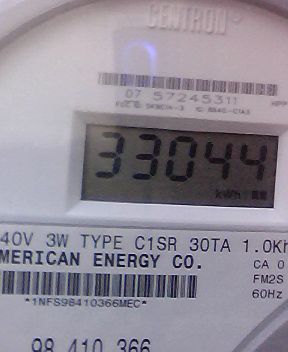 CENTRON
07 57245311
33044
kWh
40V 3W TYPE C1SR 30TA 1.0Kh
MERICAN ENERGY CO.
CA 0
FM2S
*1NFS98410366MEC*
60Hz
98 410 366